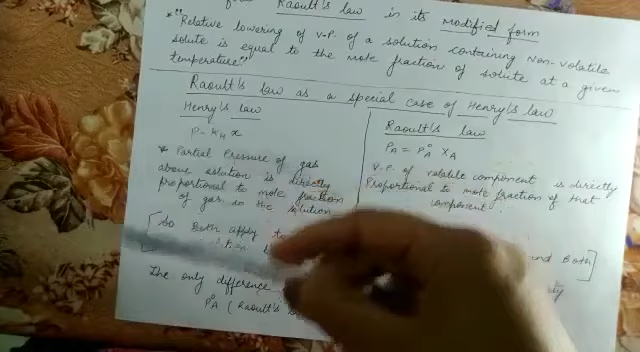 Raoult's law in its modified form
*"Relative lowering of V.P. of a solution containing non-volatile
solute is equal to the mole fraction of solute at a given
temperature"
Raoult's law as a special case of Henry's law
Henry's law
P = KH x
* Partial Pressure of gas
above solution is directly
proportional to mole fraction
of gas in the solution
Raoult's law
PA = P°A XA
V.P. of volatile component is directly
Proportional to mole fraction of that
component.
[So Both apply to
and Both]
The only difference
P°A (Raoult's